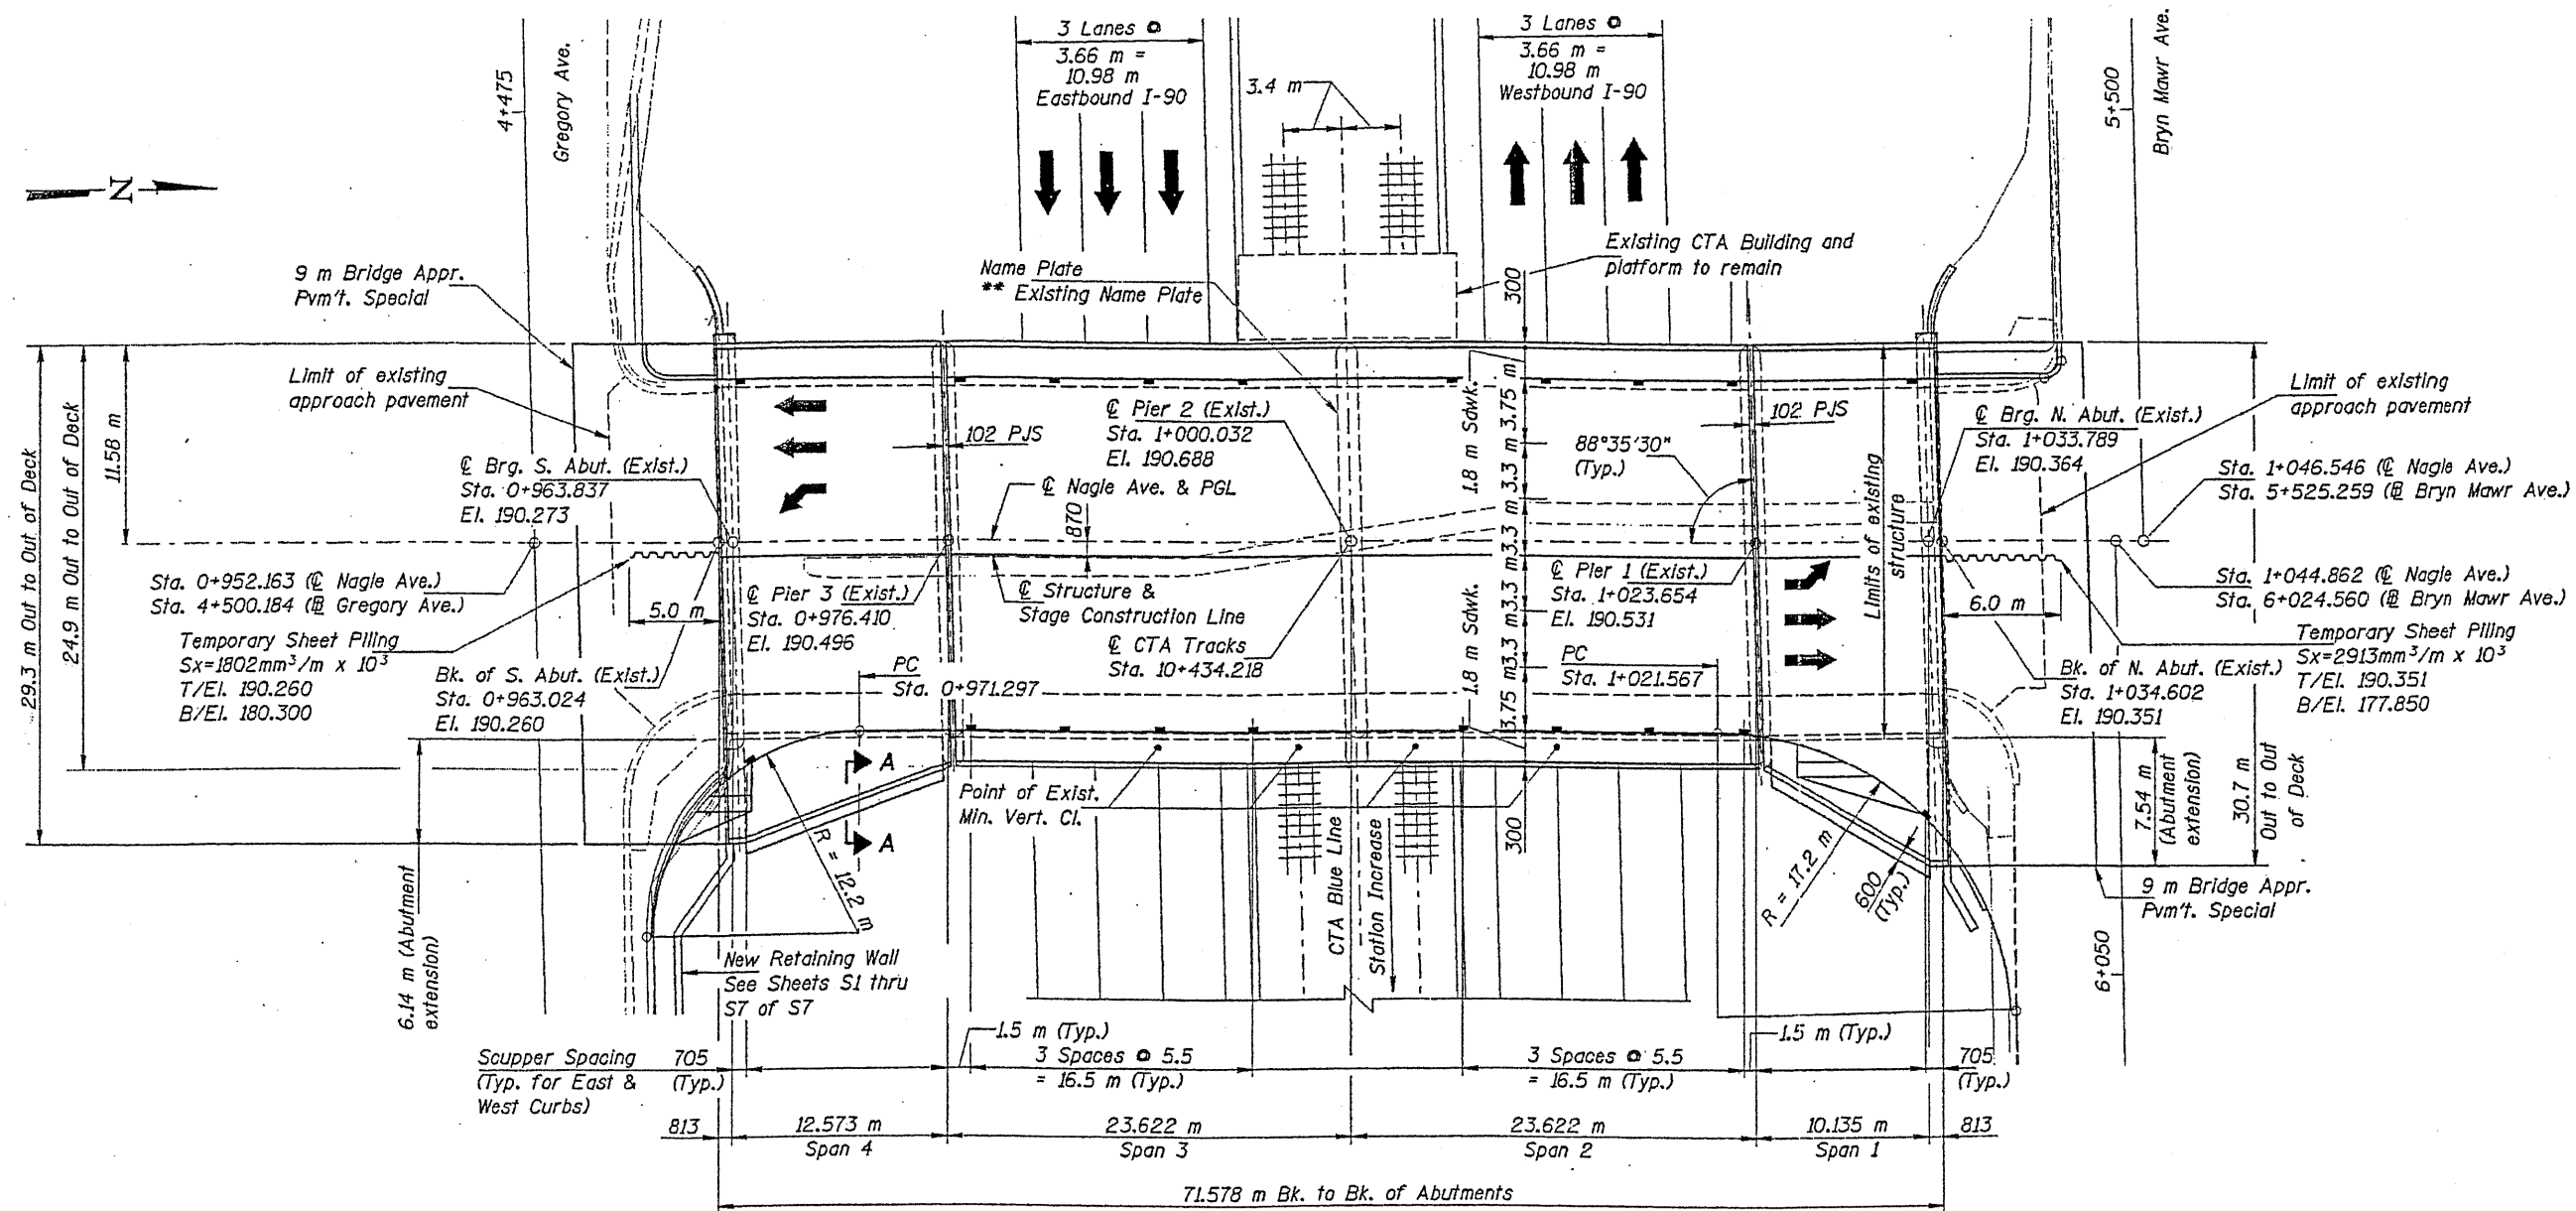 3 Lanes @
3.66 m =
10.98 m
Eastbound I-90
3 Lanes @
3.66 m =
10.98 m
Westbound I-90
3.4 m
4+475
Gregory Ave.
5+500
Bryn Mawr Ave.
N
9 m Bridge Appr.
Pvm't. Special
Name Plate
** Existing Name Plate
Existing CTA Building and
platform to remain
300
Limit of existing
approach pavement
Limit of existing
approach pavement
29.3 m Out to Out of Deck
24.9 m Out to Out of Deck
11.58 m
℄ Brg. S. Abut. (Exist.)
Sta. 0+963.837
El. 190.273
102 PJS
℄ Pier 2 (Exist.)
Sta. 1+000.032
El. 190.688
℄ Nagle Ave. & PGL
870
1.8 m Sdwk.
3.75 m
3.3 m
3.3 m
3.3 m
3.3 m
3.75 m
1.8 m Sdwk.
88°35'30"
(Typ.)
102 PJS
Limits of existing
structure
℄ Brg. N. Abut. (Exist.)
Sta. 1+033.789
El. 190.364
Sta. 1+046.546 (℄ Nagle Ave.)
Sta. 5+525.259 (B̲L̲ Bryn Mawr Ave.)
Sta. 0+952.163 (℄ Nagle Ave.)
Sta. 4+500.184 (B̲L̲ Gregory Ave.)
5.0 m
Temporary Sheet Piling
Sx=1802mm³/m x 10³
T/El. 190.260
B/El. 180.300
Bk. of S. Abut. (Exist.)
Sta. 0+963.024
El. 190.260
℄ Pier 3 (Exist.)
Sta. 0+976.410
El. 190.496
℄ Structure &
Stage Construction Line
℄ CTA Tracks
Sta. 10+434.218
℄ Pier 1 (Exist.)
Sta. 1+023.654
El. 190.531
PC
Sta. 0+971.297
PC
Sta. 1+021.567
6.0 m
Sta. 1+044.862 (℄ Nagle Ave.)
Sta. 6+024.560 (B̲L̲ Bryn Mawr Ave.)
Temporary Sheet Piling
Sx=2913mm³/m x 10³
T/El. 190.351
B/El. 177.850
Bk. of N. Abut. (Exist.)
Sta. 1+034.602
El. 190.351
A
A
Point of Exist.
Min. Vert. Cl.
300
R = 12.2 m
R = 17.2 m
600
(Typ.)
7.54 m
(Abutment
extension)
30.7 m
Out to Out
of Deck
6.14 m (Abutment
extension)
CTA Blue Line
Station Increase
9 m Bridge Appr.
Pvm't. Special
6+050
New Retaining Wall
See Sheets S1 thru
S7 of S7
Scupper Spacing
(Typ. for East &
West Curbs)
705
(Typ.)
1.5 m (Typ.)
3 Spaces @ 5.5
= 16.5 m (Typ.)
3 Spaces @ 5.5
= 16.5 m (Typ.)
1.5 m (Typ.)
705
(Typ.)
813
12.573 m
Span 4
23.622 m
Span 3
23.622 m
Span 2
10.135 m
Span 1
813
71.578 m Bk. to Bk. of Abutments